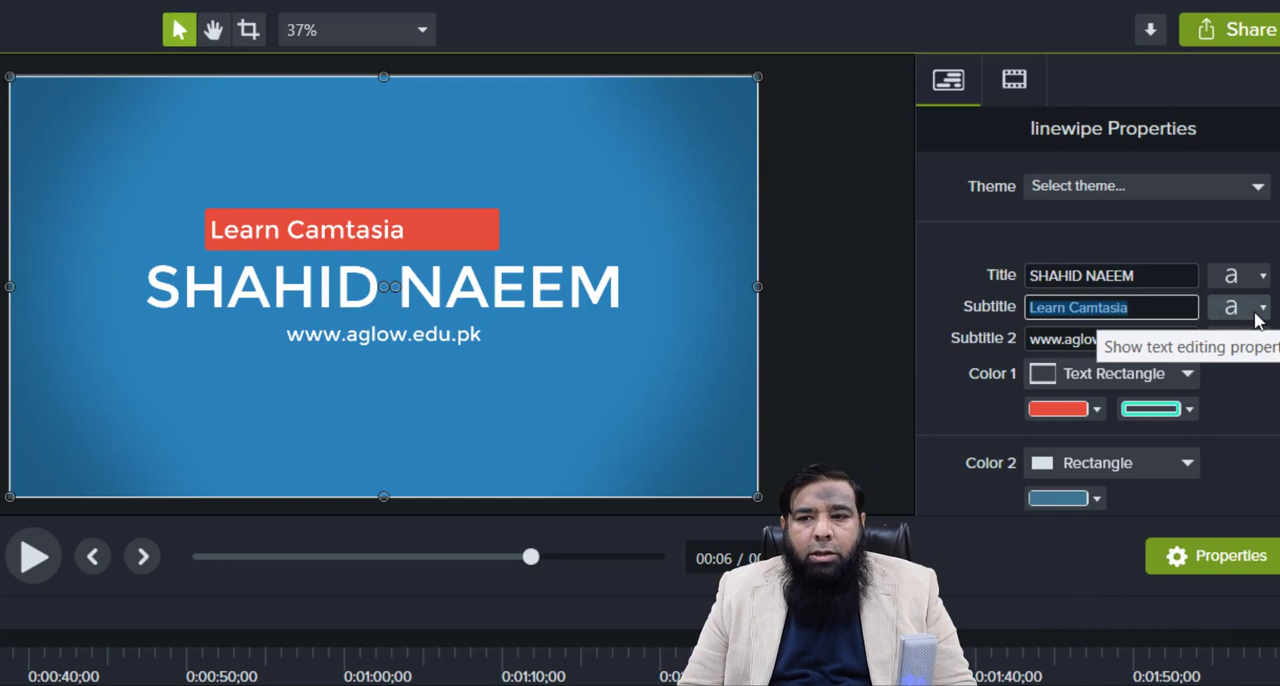 37%
Share
linewipe Properties
Theme Select theme...
Learn Camtasia
SHAHID NAEEM
www.aglow.edu.pk
Title SHAHID NAEEM a
Subtitle Learn Camtasia a
Subtitle 2 www.aglow
Show text editing propert
Color 1 Text Rectangle
Color 2 Rectangle
00:06 / 00
Properties
0:00:40;00 0:00:50;00 0:01:00;00 0:01:10;00 0:01:40;00 0:01:50;00